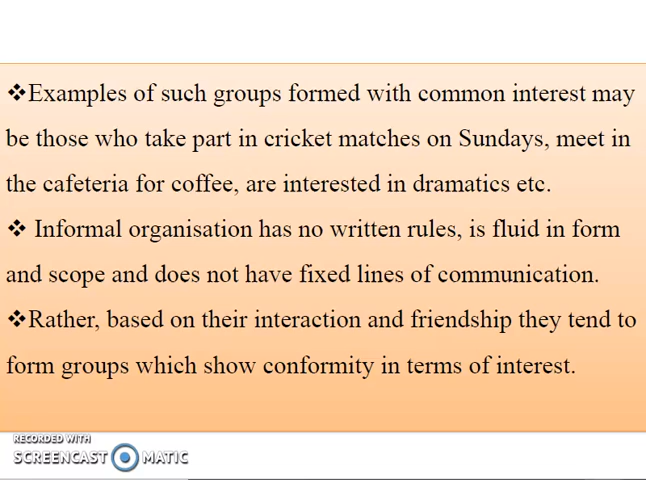 ❖Examples of such groups formed with common interest may
be those who take part in cricket matches on Sundays, meet in
the cafeteria for coffee, are interested in dramatics etc.
❖ Informal organisation has no written rules, is fluid in form
and scope and does not have fixed lines of communication.
❖Rather, based on their interaction and friendship they tend to
form groups which show conformity in terms of interest.
RECORDED WITH
SCREENCAST MATIC